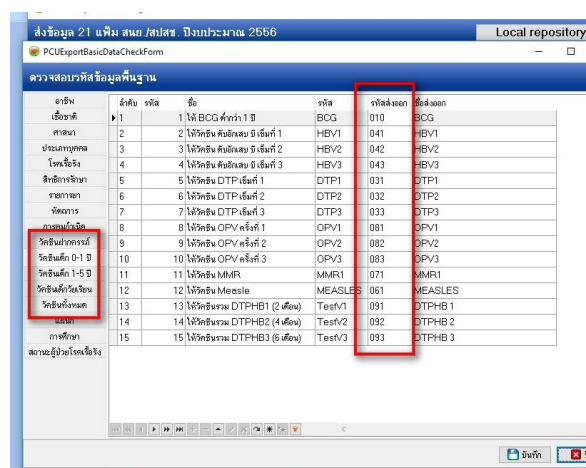 ส่งข้อมูล 21 แฟ้ม สนย./สปสช. ปีงบประมาณ 2556 Local repository
PCUExportBasicDataCheckForm
ตรวจสอบรหัสข้อมูลพื้นฐาน
อาชีพ
เชื้อชาติ
ศาสนา
ประเภทบุคคล
โรคเรื้อรัง
สิทธิการรักษา
รายการยา
หัตถการ
การคุมกำเนิด
วัคซีนฝากครรภ์
วัคซีนเด็ก 0-1 ปี
วัคซีนเด็ก 1-5 ปี
วัคซีนเด็กวัยเรียน
วัคซีนทั้งหมด
แผนก
การศึกษา
สถานะผู้ป่วยโรคเรื้อรัง
ลำดับ รหัส ชื่อ รหัส รหัสส่งออก ชื่อส่งออก
1 1 ให้ BCG ต่ำกว่า 1 ปี BCG 010 BCG
2 2 ให้วัคซีน ตับอักเสบ บี เข็มที่ 1 HBV1 041 HBV1
3 3 ให้วัคซีน ตับอักเสบ บี เข็มที่ 2 HBV2 042 HBV2
4 4 ให้วัคซีน ตับอักเสบ บี เข็มที่ 3 HBV3 043 HBV3
5 5 ให้วัคซีน DTP เข็มที่ 1 DTP1 031 DTP1
6 6 ให้วัคซีน DTP เข็มที่ 2 DTP2 032 DTP2
7 7 ให้วัคซีน DTP เข็มที่ 3 DTP3 033 DTP3
8 8 ให้วัคซีน OPV ครั้งที่ 1 OPV1 081 OPV1
9 9 ให้วัคซีน OPV ครั้งที่ 2 OPV2 082 OPV2
10 10 ให้วัคซีน OPV ครั้งที่ 3 OPV3 083 OPV3
11 11 ให้วัคซีน MMR MMR1 071 MMR1
12 12 ให้วัคซีน Measle MEASLES 061 MEASLES
13 13 ให้วัคซีนรวม DTPHB1 (2 เดือน) TestV1 091 DTPHB 1
14 14 ให้วัคซีนรวม DTPHB2 (4 เดือน) TestV2 092 DTPHB 2
15 15 ให้วัคซีนรวม DTPHB3 (6 เดือน) TestV3 093 DTPHB 3
บันทึก